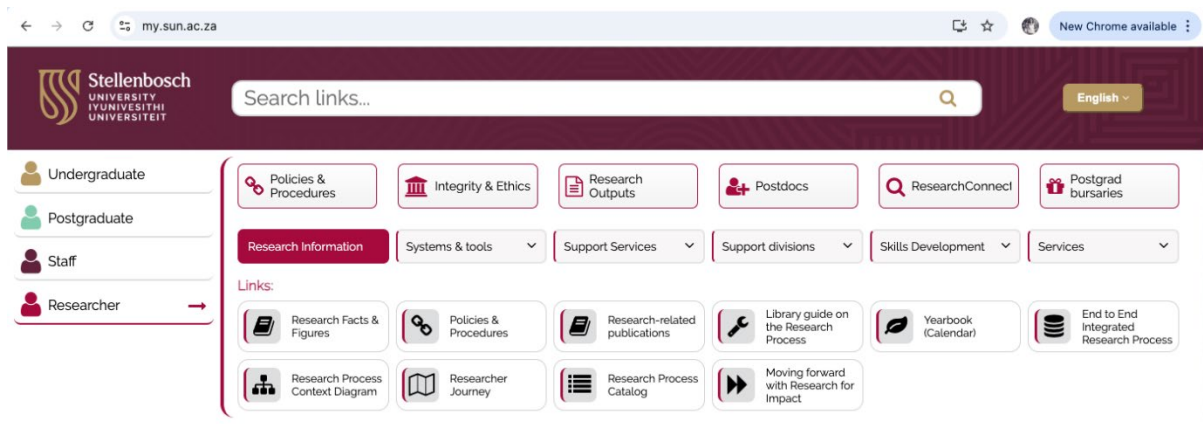 my.sun.ac.za
New Chrome available
Stellenbosch
UNIVERSITY
IYUNIVESITHI
UNIVERSITEIT
Search links...
English
Undergraduate
Postgraduate
Staff
Researcher
Policies &
Procedures
Integrity & Ethics
Research
Outputs
Postdocs
ResearchConnect
Postgrad
bursaries
Research Information
Systems & tools
Support Services
Support divisions
Skills Development
Services
Links:
Research Facts &
Figures
Policies &
Procedures
Research-related
publications
Library guide on
the Research
Process
Yearbook
(Calendar)
End to End
Integrated
Research Process
Research Process
Context Diagram
Researcher
Journey
Research Process
Catalog
Moving forward
with Research for
Impact